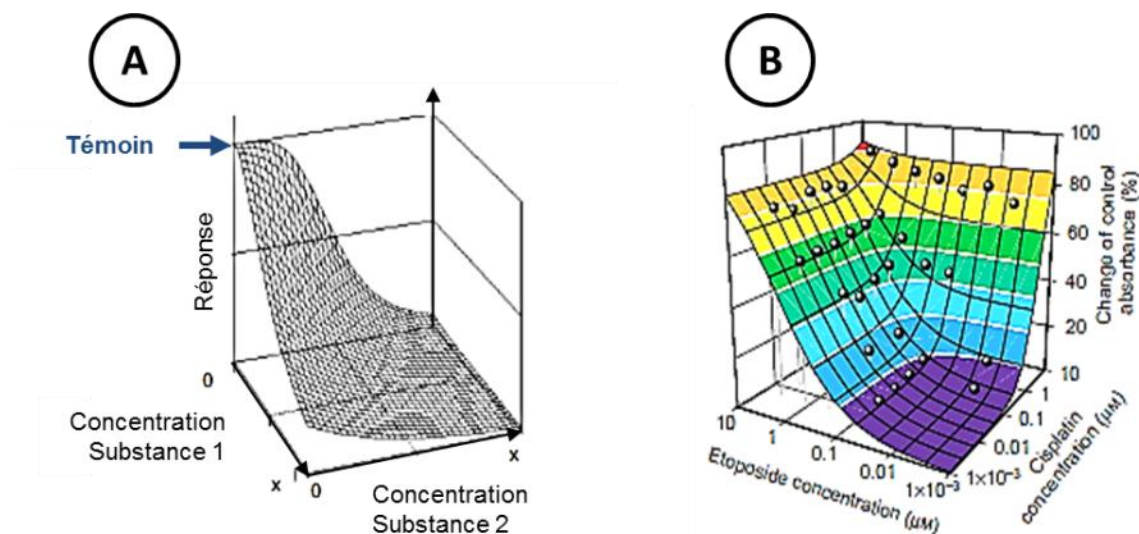 A
Témoin
Réponse
0
Concentration
Substance 1
x
0
x
Concentration
Substance 2
B
100
80
60
40
20
10
Change of control
absorbance (%)
10
1
0.1
0.01
1×10⁻³
Etoposide concentration (μM)
1
0.1
0.01
1×10⁻³
Cisplatin
concentration (μM)